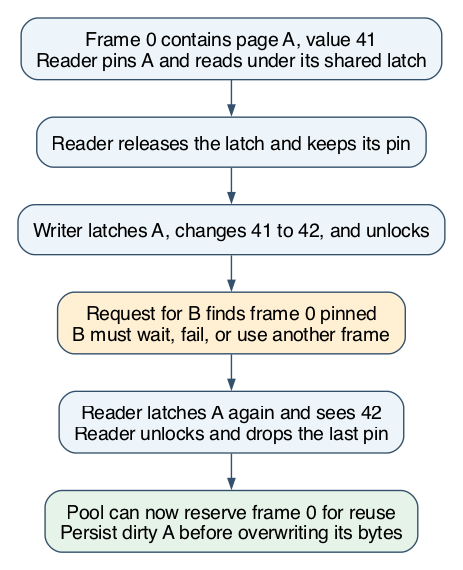 Frame 0 contains page A, value 41
Reader pins A and reads under its shared latch
Reader releases the latch and keeps its pin
Writer latches A, changes 41 to 42, and unlocks
Request for B finds frame 0 pinned
B must wait, fail, or use another frame
Reader latches A again and sees 42
Reader unlocks and drops the last pin
Pool can now reserve frame 0 for reuse
Persist dirty A before overwriting its bytes